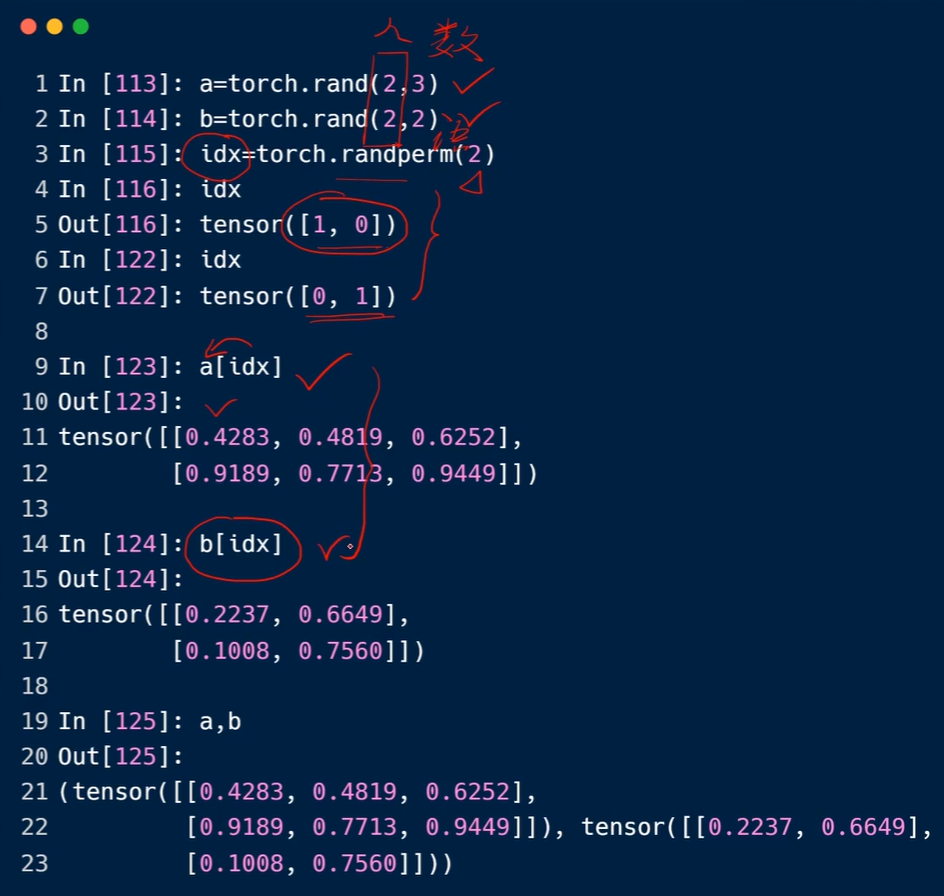 个数
1 In [113]: a=torch.rand(2,3)
2 In [114]: b=torch.rand(2,2)
3 In [115]: idx=torch.randperm(2)
4 In [116]: idx
5 Out[116]: tensor([1, 0])
6 In [122]: idx
7 Out[122]: tensor([0, 1])
8
9 In [123]: a[idx]
10 Out[123]:
11 tensor([[0.4283, 0.4819, 0.6252],
12 [0.9189, 0.7713, 0.9449]])
13
14 In [124]: b[idx]
15 Out[124]:
16 tensor([[0.2237, 0.6649],
17 [0.1008, 0.7560]])
18
19 In [125]: a,b
20 Out[125]:
21 (tensor([[0.4283, 0.4819, 0.6252],
22 [0.9189, 0.7713, 0.9449]]), tensor([[0.2237, 0.6649],
23 [0.1008, 0.7560]]))